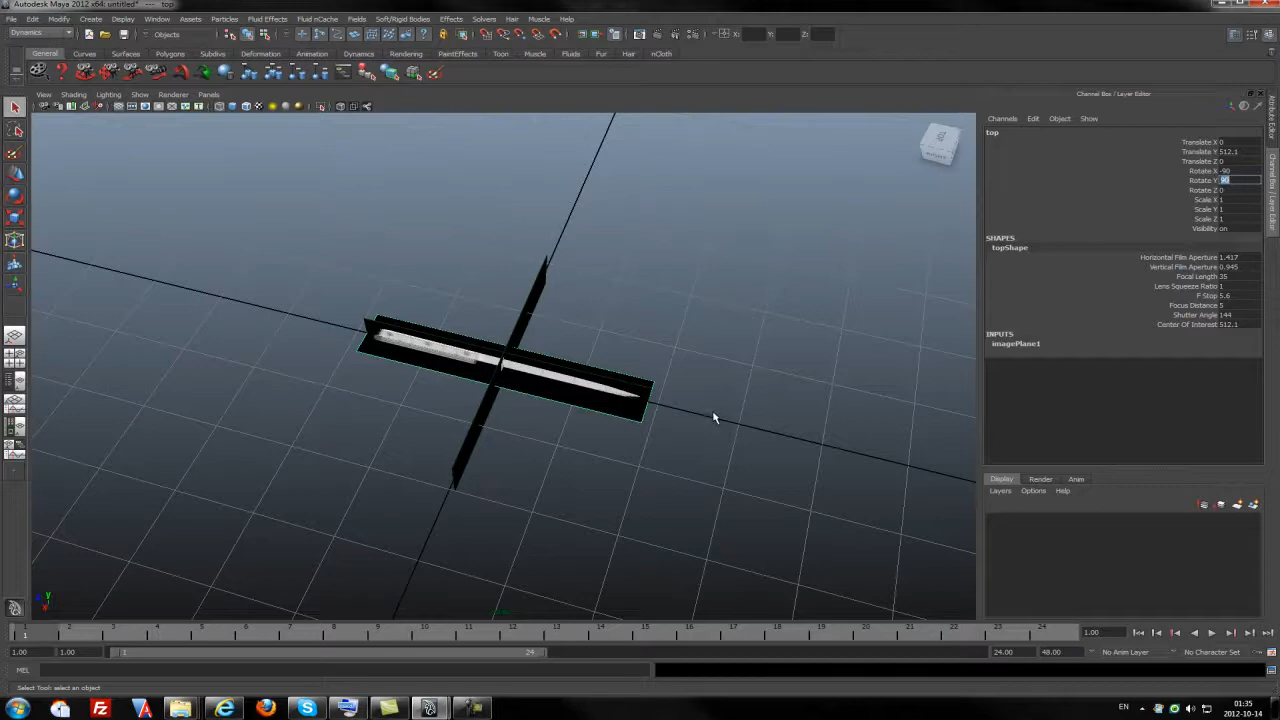 Autodesk Maya 2012 x64: untitled* --- top
File Edit Modify Create Display Window Assets Particles Fluid Effects Fluid nCache Fields Soft/Rigid Bodies Effects Solvers Hair Muscle Help
Dynamics Objects X: Y: Z:
General Curves Surfaces Polygons Subdivs Deformation Animation Dynamics Rendering PaintEffects Toon Muscle Fluids Fur Hair nCloth
View Shading Lighting Show Renderer Panels
Channel Box / Layer Editor
Channels Edit Object Show
top
Translate X 0
Translate Y 512.1
Translate Z 0
Rotate X -90
Rotate Y 90
Rotate Z 0
Scale X 1
Scale Y 1
Scale Z 1
Visibility on
SHAPES
topShape
Horizontal Film Aperture 1.417
Vertical Film Aperture 0.945
Focal Length 35
Lens Squeeze Ratio 1
F Stop 5.6
Focus Distance 5
Shutter Angle 144
Center Of Interest 512.1
INPUTS
imagePlane1
Attribute Editor
Channel Box / Layer Editor
Display Render Anim
Layers Options Help
y
x
1 2 3 4 5 6 7 8 9 10 11 12 13 14 15 16 17 18 19 20 21 22 23 24
1
1.00
1.00 1.00 1 24 24.00 48.00 No Anim Layer No Character Set
MEL
Select Tool: select an object
EN 01:35
2012-10-14